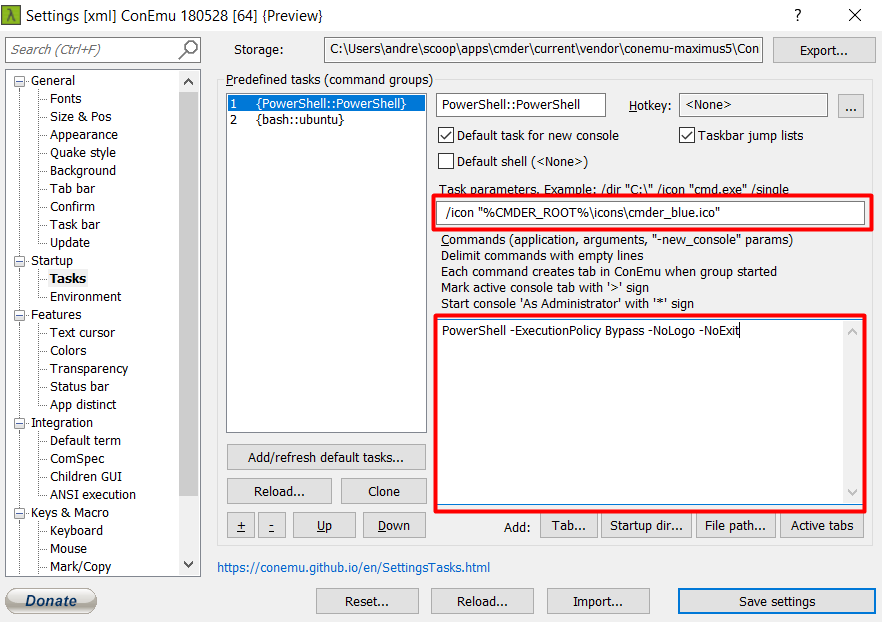 λ Settings [xml] ConEmu 180528 [64] {Preview} ?
Search (Ctrl+F)
Storage: C:\Users\andre\scoop\apps\cmder\current\vendor\conemu-maximus5\Con Export...
General
Fonts
Size & Pos
Appearance
Quake style
Background
Tab bar
Confirm
Task bar
Update
Startup
Tasks
Environment
Features
Text cursor
Colors
Transparency
Status bar
App distinct
Integration
Default term
ComSpec
Children GUI
ANSI execution
Keys & Macro
Keyboard
Mouse
Mark/Copy
Predefined tasks (command groups)
1 {PowerShell::PowerShell}
2 {bash::ubuntu}
PowerShell::PowerShell Hotkey: <None> ...
Default task for new console Taskbar jump lists
Default shell (<None>)
Task parameters. Example: /dir "C:\" /icon "cmd.exe" /single
/icon "%CMDER_ROOT%\icons\cmder_blue.ico"
Commands (application, arguments, "-new_console" params)
Delimit commands with empty lines
Each command creates tab in ConEmu when group started
Mark active console tab with '>' sign
Start console 'As Administrator' with '*' sign
PowerShell -ExecutionPolicy Bypass -NoLogo -NoExit
Add/refresh default tasks...
Reload... Clone
+ - Up Down
Add: Tab... Startup dir... File path... Active tabs
https://conemu.github.io/en/SettingsTasks.html
Donate Reset... Reload... Import... Save settings